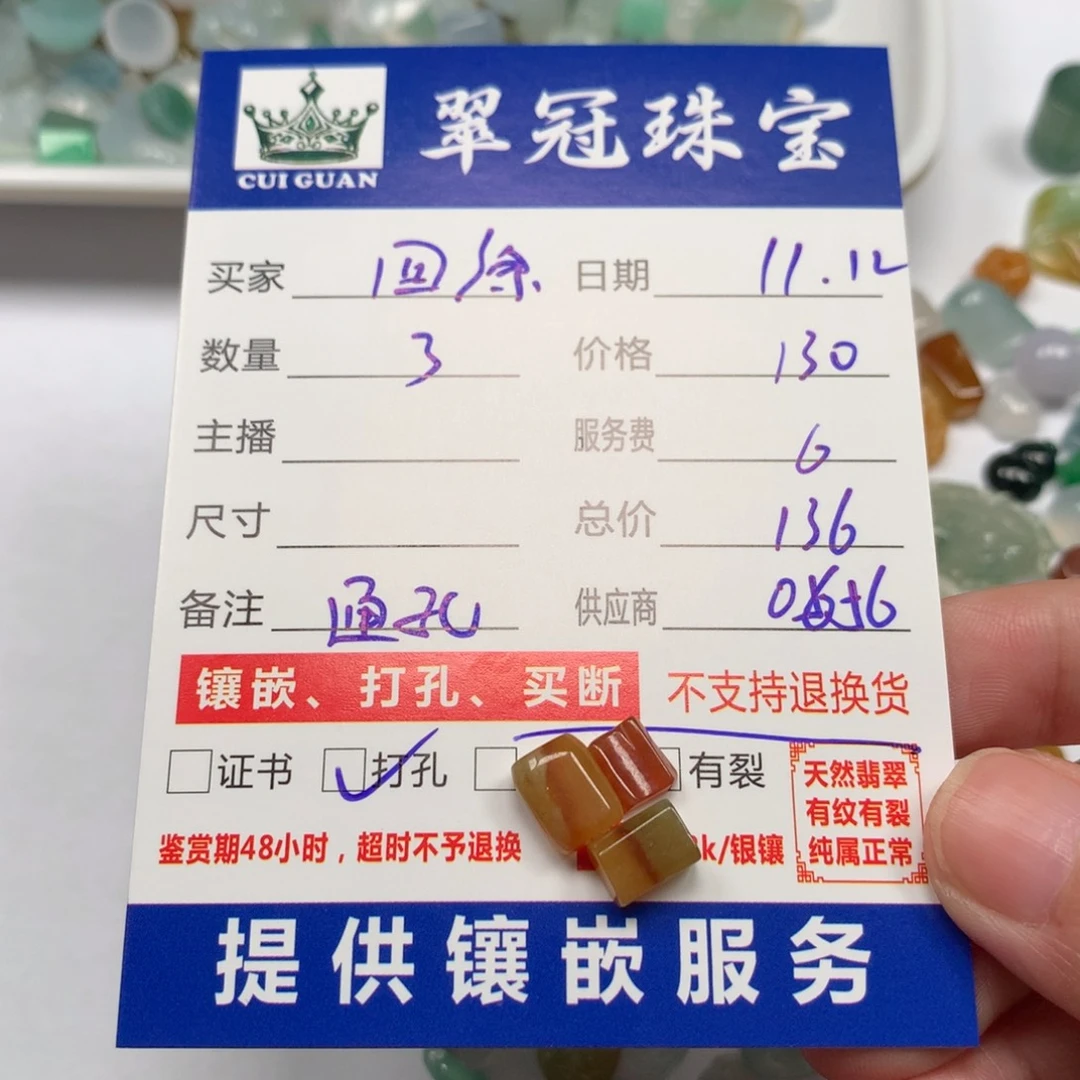 翠冠珠宝
CUI GUAN
买家 回 日期 11.12
数量 3 价格 130
主播 服务费 6
尺寸 总价 136
备注 通孔 供应商
镶嵌、打孔、买断 不支持退换货
证书 打孔 有裂
天然翡翠
有纹有裂
纯属正常
鉴赏期48小时，超时不予退换 k/银镶
提供镶嵌服务